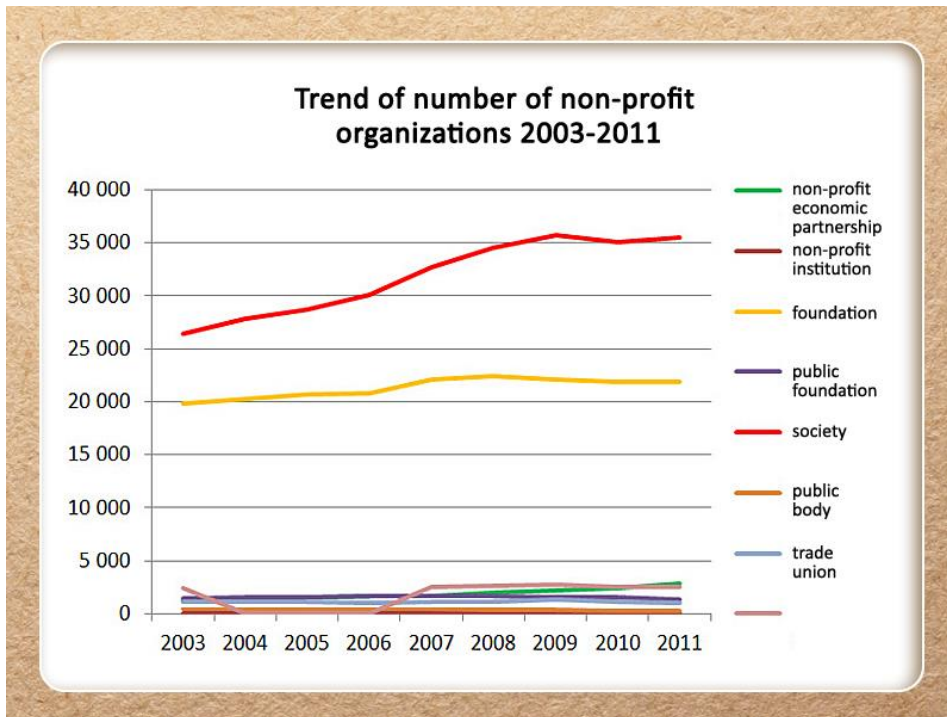 Trend of number of non-profit
organizations 2003-2011
40 000
35 000
30 000
25 000
20 000
15 000
10 000
5 000
0
2003 2004 2005 2006 2007 2008 2009 2010 2011
non-profit
economic
partnership
non-profit
institution
foundation
public
foundation
society
public
body
trade
union